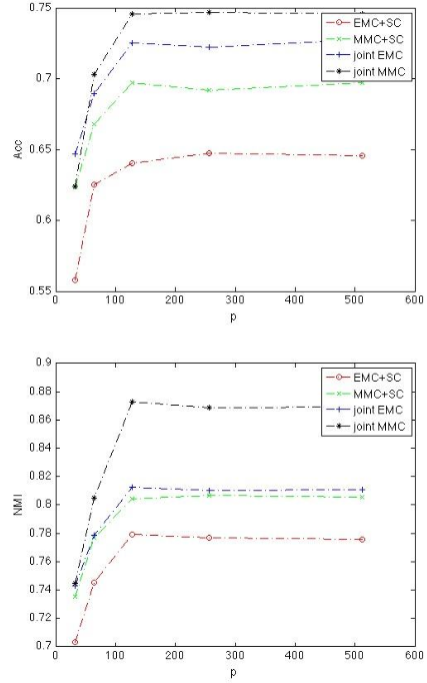 0.75
EMC+SC
MMC+SC
joint EMC
joint MMC
0.7
Acc
0.65
0.6
0.55
0 100 200 300 400 500 600
p
0.9
EMC+SC
MMC+SC
joint EMC
joint MMC
0.88
0.86
0.84
0.82
NMI
0.8
0.78
0.76
0.74
0.72
0.7
0 100 200 300 400 500 600
p